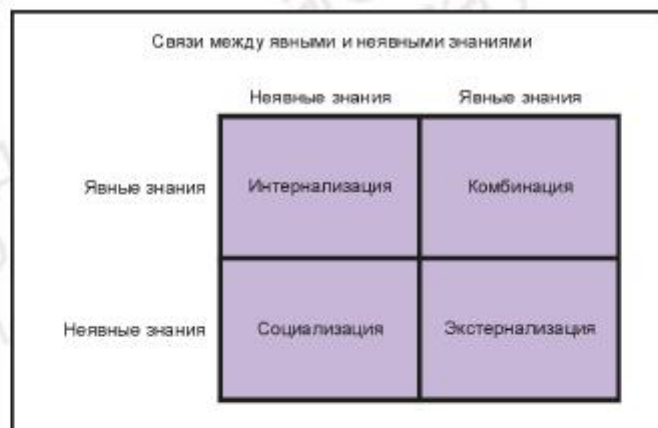 Связи между явными и неявными знаниями
Неявные знания Явные знания
Явные знания Интернализация Комбинация
Неявные знания Социализация Экстернализация